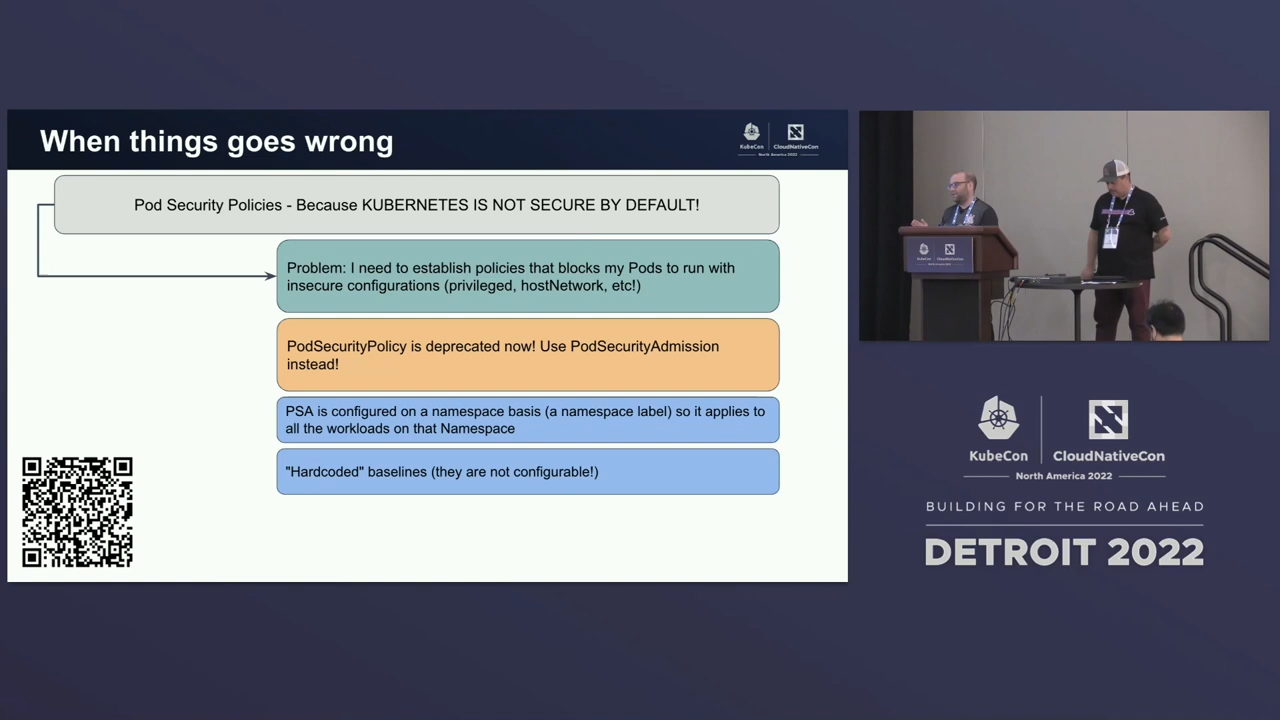 When things goes wrong
KubeCon
CloudNativeCon
North America 2022
Pod Security Policies - Because KUBERNETES IS NOT SECURE BY DEFAULT!
Problem: I need to establish policies that blocks my Pods to run with
insecure configurations (privileged, hostNetwork, etc!)
PodSecurityPolicy is deprecated now! Use PodSecurityAdmission
instead!
PSA is configured on a namespace basis (a namespace label) so it applies to
all the workloads on that Namespace
"Hardcoded" baselines (they are not configurable!)
KubeCon
CloudNativeCon
KubeCon
CloudNativeCon
North America 2022
BUILDING FOR THE ROAD AHEAD
DETROIT 2022